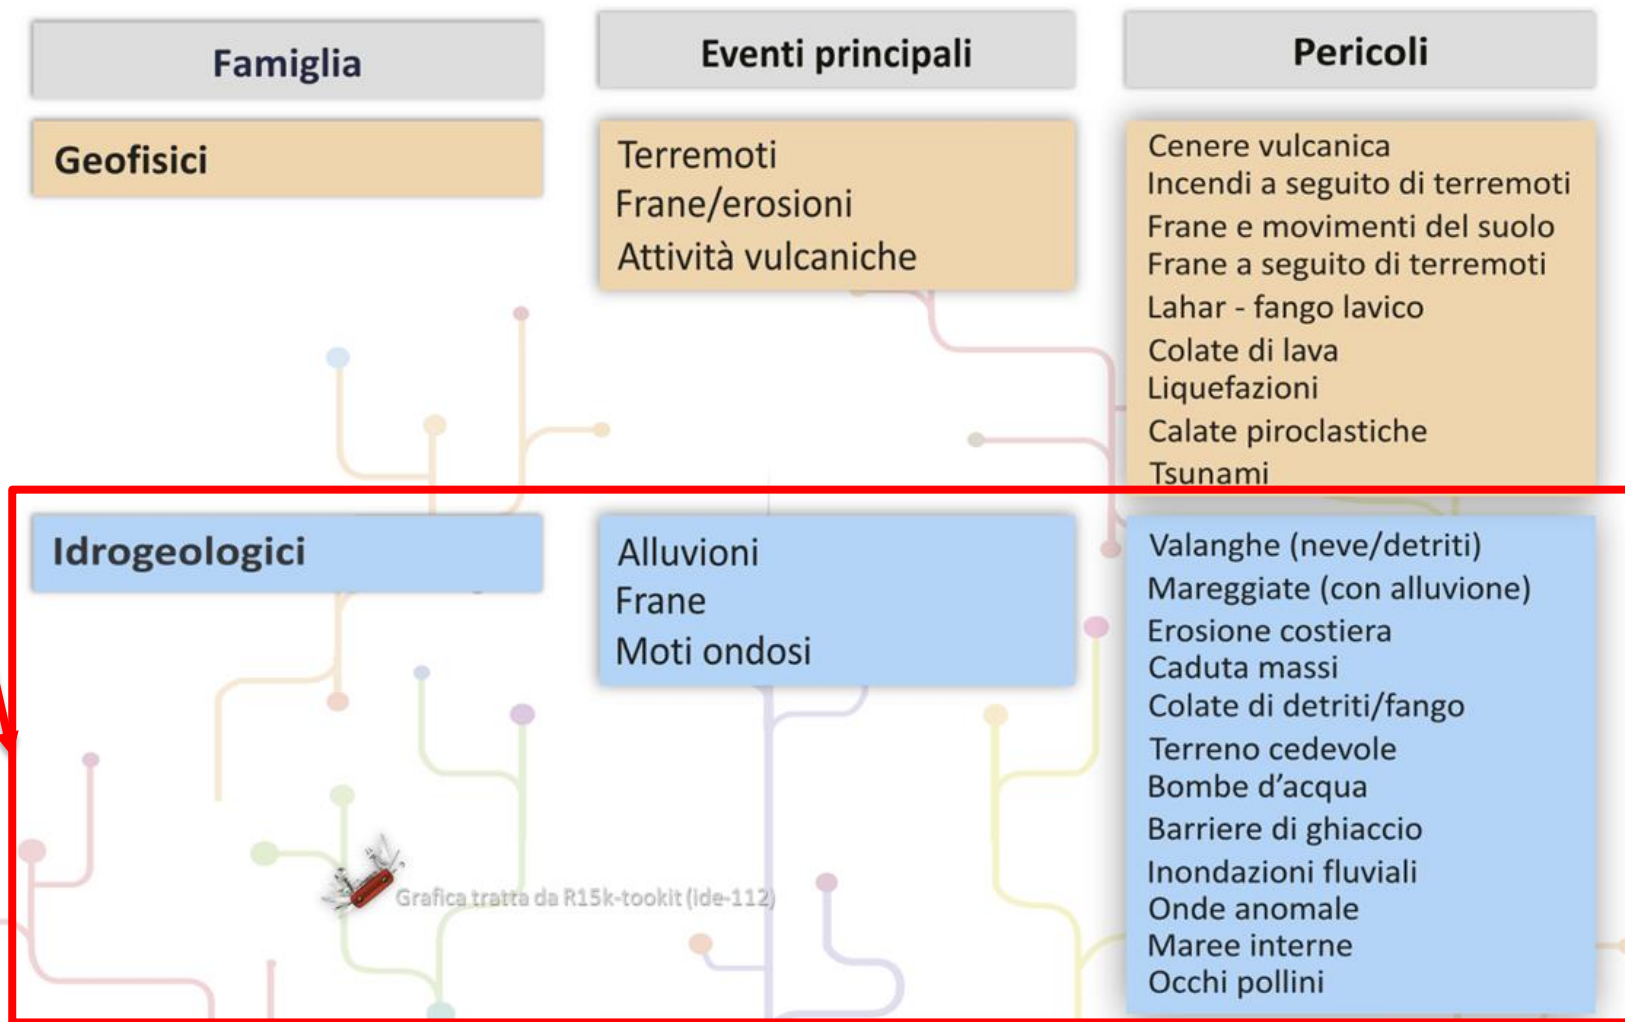 Famiglia
Eventi principali
Pericoli
Geofisici
Terremoti
Frane/erosioni
Attività vulcaniche
Cenere vulcanica
Incendi a seguito di terremoti
Frane e movimenti del suolo
Frane a seguito di terremoti
Lahar - fango lavico
Colate di lava
Liquefazioni
Calate piroclastiche
Tsunami
Idrogeologici
Alluvioni
Frane
Moti ondosi
Valanghe (neve/detriti)
Mareggiate (con alluvione)
Erosione costiera
Caduta massi
Colate di detriti/fango
Terreno cedevole
Bombe d'acqua
Barriere di ghiaccio
Inondazioni fluviali
Onde anomale
Maree interne
Occhi pollini
Grafica tratta da R15k-tookit (ide-112)